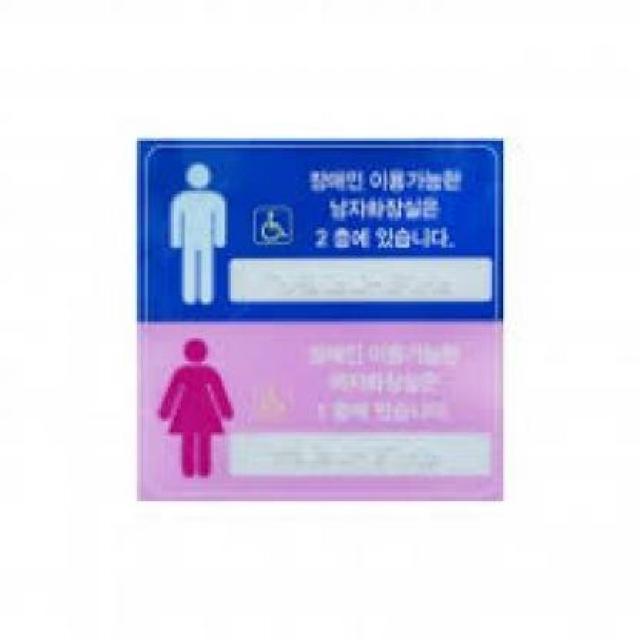 장애인 이용가능한
남자화장실은
2 층에 있습니다.
장애인 이용가능한
여자화장실은
1 층에 있습니다.